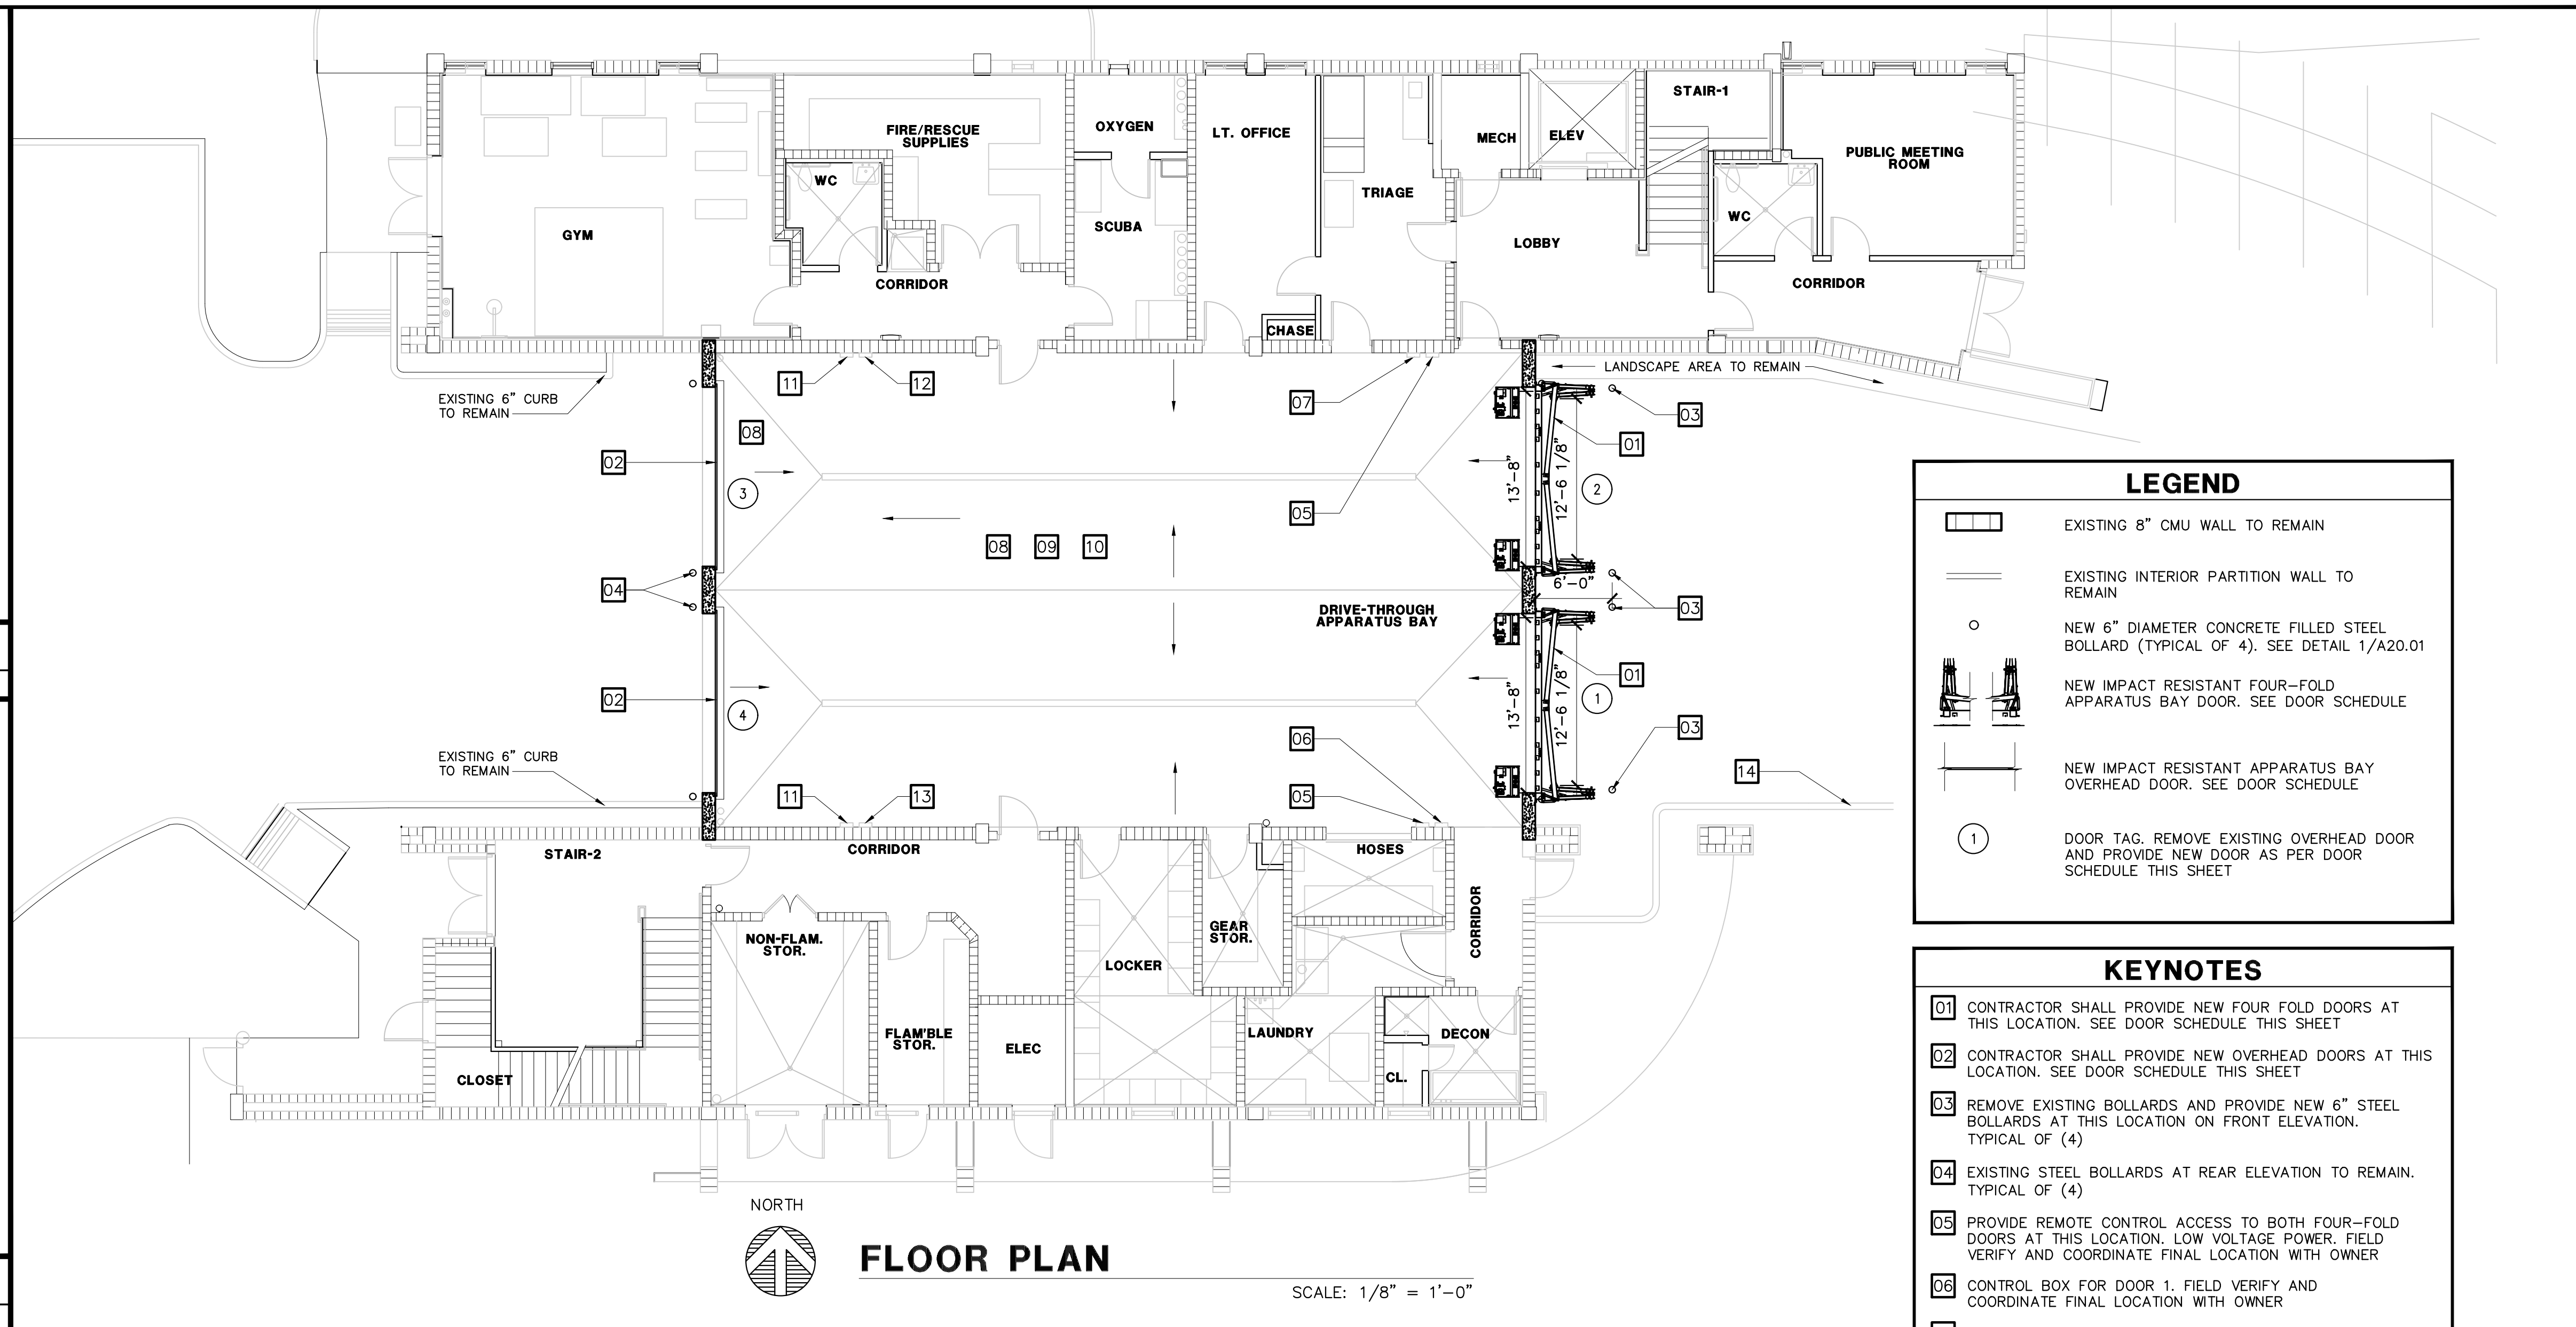 STAIR-1
FIRE/RESCUE
SUPPLIES
OXYGEN
LT. OFFICE
MECH
ELEV
PUBLIC MEETING
ROOM
WC
TRIAGE
WC
SCUBA
GYM
LOBBY
CORRIDOR
CORRIDOR
CHASE
LANDSCAPE AREA TO REMAIN
11
12
07
03
EXISTING 6" CURB
TO REMAIN
08
01
02
13'-8"
12'-6 1/8"
3
2
05
08
09
10
04
6'-0"
03
DRIVE-THROUGH
APPARATUS BAY
01
02
13'-8"
12'-6 1/8"
4
1
03
06
EXISTING 6" CURB
TO REMAIN
14
11
13
05
STAIR-2
CORRIDOR
HOSES
CORRIDOR
NON-FLAM.
STOR.
GEAR
STOR.
LOCKER
FLAM'BLE
STOR.
ELEC
LAUNDRY
DECON
CLOSET
CL.
NORTH
FLOOR PLAN
SCALE: 1/8" = 1'-0"
LEGEND
EXISTING 8" CMU WALL TO REMAIN
EXISTING INTERIOR PARTITION WALL TO
REMAIN
NEW 6" DIAMETER CONCRETE FILLED STEEL
BOLLARD (TYPICAL OF 4). SEE DETAIL 1/A20.01
NEW IMPACT RESISTANT FOUR-FOLD
APPARATUS BAY DOOR. SEE DOOR SCHEDULE
NEW IMPACT RESISTANT APPARATUS BAY
OVERHEAD DOOR. SEE DOOR SCHEDULE
1
DOOR TAG. REMOVE EXISTING OVERHEAD DOOR
AND PROVIDE NEW DOOR AS PER DOOR
SCHEDULE THIS SHEET
KEYNOTES
01 CONTRACTOR SHALL PROVIDE NEW FOUR FOLD DOORS AT
THIS LOCATION. SEE DOOR SCHEDULE THIS SHEET
02 CONTRACTOR SHALL PROVIDE NEW OVERHEAD DOORS AT THIS
LOCATION. SEE DOOR SCHEDULE THIS SHEET
03 REMOVE EXISTING BOLLARDS AND PROVIDE NEW 6" STEEL
BOLLARDS AT THIS LOCATION ON FRONT ELEVATION.
TYPICAL OF (4)
04 EXISTING STEEL BOLLARDS AT REAR ELEVATION TO REMAIN.
TYPICAL OF (4)
05 PROVIDE REMOTE CONTROL ACCESS TO BOTH FOUR-FOLD
DOORS AT THIS LOCATION. LOW VOLTAGE POWER. FIELD
VERIFY AND COORDINATE FINAL LOCATION WITH OWNER
06 CONTROL BOX FOR DOOR 1. FIELD VERIFY AND
COORDINATE FINAL LOCATION WITH OWNER